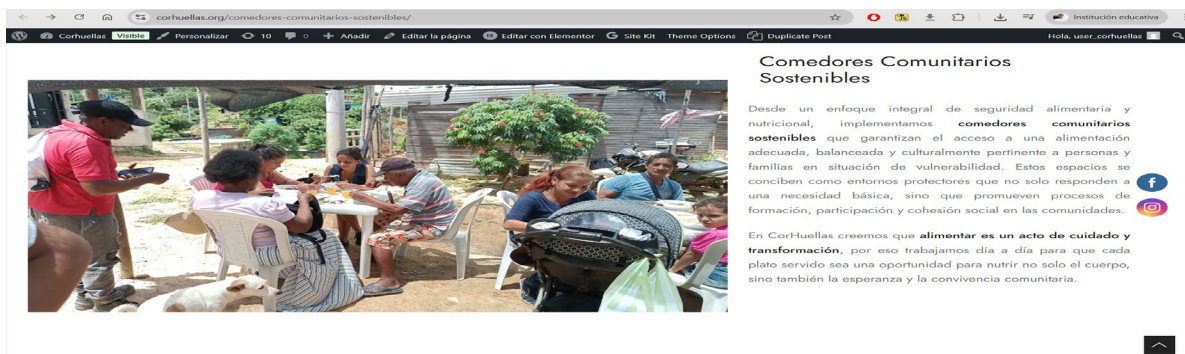 corhuellas.org/comedores-comunitarios-sostenibles/
Institución educativa
Corhuellas Visible Personalizar 10 0 Añadir Editar la página Editar con Elementor Site Kit Theme Options Duplicate Post Hola, user_corhuellas
Comedores Comunitarios
Sostenibles
Desde un enfoque integral de seguridad alimentaria y
nutricional, implementamos comedores comunitarios
sostenibles que garantizan el acceso a una alimentación
adecuada, balanceada y culturalmente pertinente a personas y
familias en situación de vulnerabilidad. Estos espacios se
conciben como entornos protectores que no solo responden a
una necesidad básica, sino que promueven procesos de
formación, participación y cohesión social en las comunidades.
En CorHuellas creemos que alimentar es un acto de cuidado y
transformación, por eso trabajamos día a día para que cada
plato servido sea una oportunidad para nutrir no solo el cuerpo,
sino también la esperanza y la convivencia comunitaria.